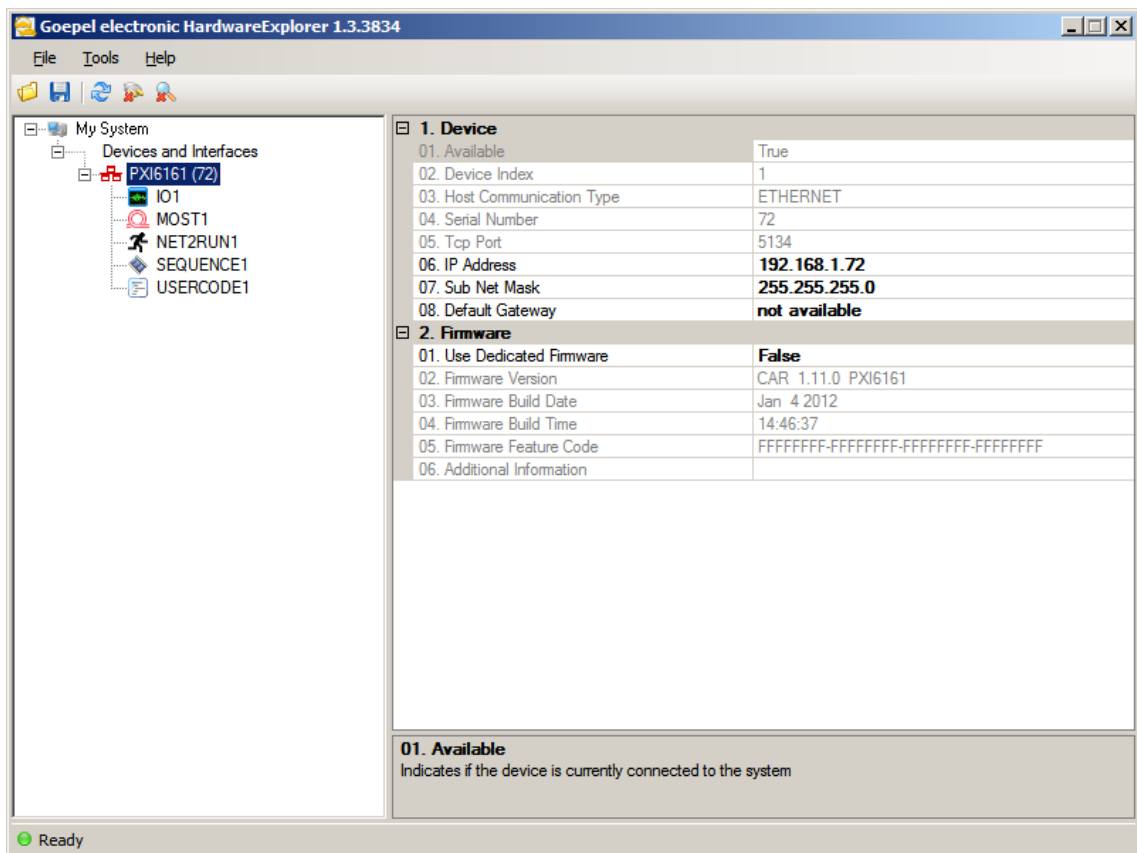 Goepel electronic HardwareExplorer 1.3.3834
File Tools Help
My System
Devices and Interfaces
PXI6161 (72)
IO1
MOST1
NET2RUN1
SEQUENCE1
USERCODE1
1. Device
01. Available True
02. Device Index 1
03. Host Communication Type ETHERNET
04. Serial Number 72
05. Tcp Port 5134
06. IP Address 192.168.1.72
07. Sub Net Mask 255.255.255.0
08. Default Gateway not available
2. Firmware
01. Use Dedicated Firmware False
02. Firmware Version CAR 1.11.0 PXI6161
03. Firmware Build Date Jan 4 2012
04. Firmware Build Time 14:46:37
05. Firmware Feature Code FFFFFFFF-FFFFFFFF-FFFFFFFF-FFFFFFFF
06. Additional Information
01. Available
Indicates if the device is currently connected to the system
Ready